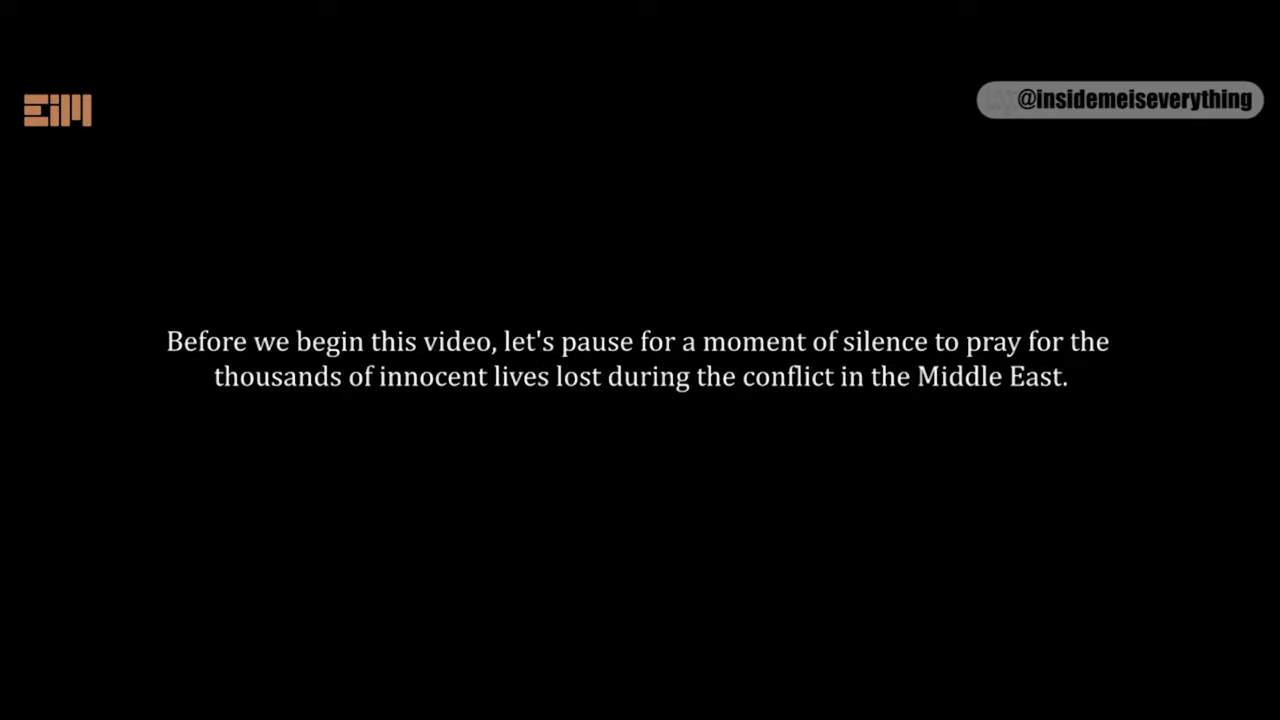 EiM
@insidemeiseverything
Before we begin this video, let's pause for a moment of silence to pray for the
thousands of innocent lives lost during the conflict in the Middle East.